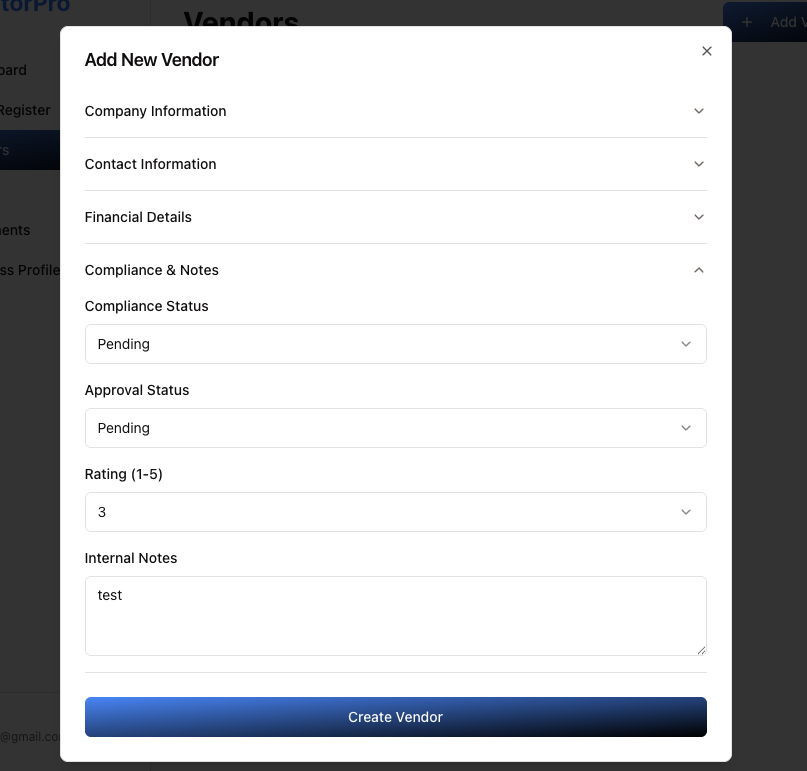 torPro
Vendors
+ Add V
Add New Vendor
oard
Company Information
Register
rs
Contact Information
Financial Details
ents
Compliance & Notes
ss Profile
Compliance Status
Pending
Approval Status
Pending
Rating (1-5)
3
Internal Notes
test
Create Vendor
@gmail.co